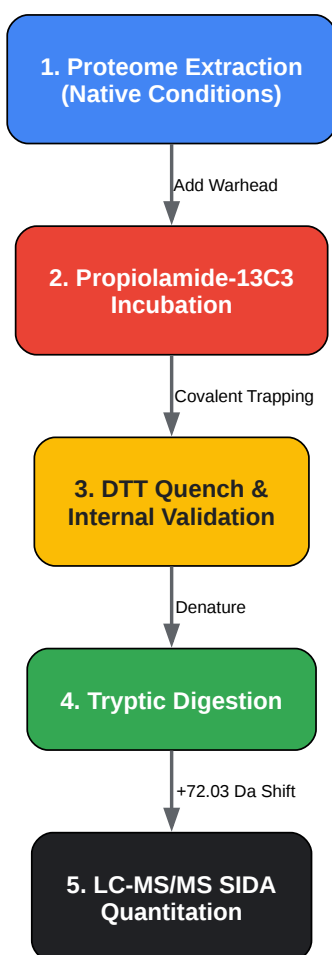 1. Proteome Extraction
(Native Conditions)
Add Warhead
2. Propiolamide-13C3
Incubation
Covalent Trapping
3. DTT Quench &
Internal Validation
Denature
4. Tryptic Digestion
+72.03 Da Shift
5. LC-MS/MS SIDA
Quantitation